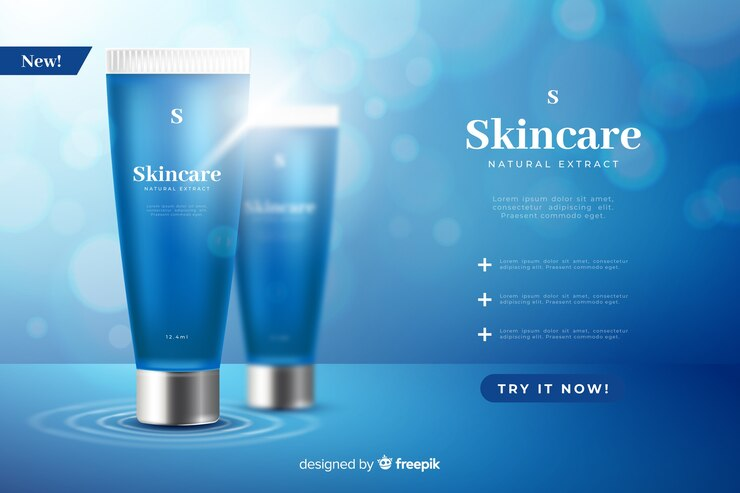 New!
S
Skincare
NATURAL EXTRACT
12.4ml
Skincare
S
Skincare
NATURAL EXTRACT
Lorem ipsum dolor sit amet,
consectetur adipiscing elit.
Praesent commodo
eget.
Lorem ipsum dolor sit amet, consectetur
adipiscing elit. Praesent commodo eget.
Lorem ipsum dolor sit amet, consectetur
adipiscing elit. Praesent commodo eget.
Lorem ipsum dolor sit amet, consectetur
adipiscing elit. Praesent commodo eget.
TRY IT NOW!
designed by freepik